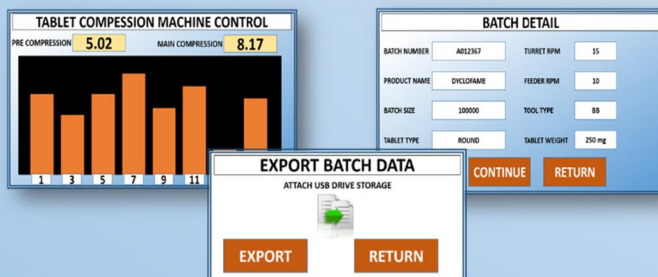 TABLET COMPESSION MACHINE CONTROL
PRE COMPRESSION 5.02 MAIN COMPRESSION 8.17
1 3 5 7 9 11
BATCH DETAIL
BATCH NUMBER A012367 TURRET RPM 15
PRODUCT NAME DYCLOFAME FEEDER RPM 10
BATCH SIZE 100000 TOOL TYPE BB
TABLET TYPE ROUND TABLET WEIGHT 250 mg
CONTINUE RETURN
EXPORT BATCH DATA
ATTACH USB DRIVE STORAGE
EXPORT RETURN